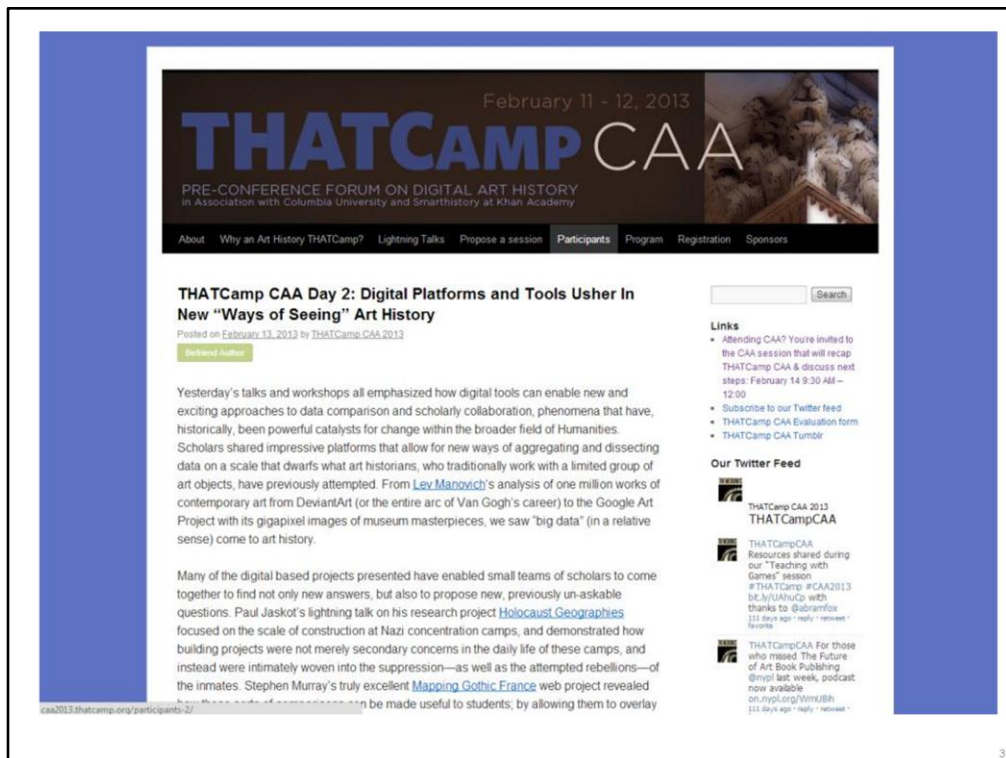 February 11 - 12, 2013
THATCAMP CAA
PRE-CONFERENCE FORUM ON DIGITAL ART HISTORY
in Association with Columbia University and Smarthistory at Khan Academy
About Why an Art History THATCamp? Lightning Talks Propose a session Participants Program Registration Sponsors
THATCamp CAA Day 2: Digital Platforms and Tools Usher In
New “Ways of Seeing” Art History
Posted on February 13, 2013 by THATCamp CAA 2013
Befriend Author
Yesterday's talks and workshops all emphasized how digital tools can enable new and
exciting approaches to data comparison and scholarly collaboration, phenomena that have,
historically, been powerful catalysts for change within the broader field of Humanities.
Scholars shared impressive platforms that allow for new ways of aggregating and dissecting
data on a scale that dwarfs what art historians, who traditionally work with a limited group of
art objects, have previously attempted. From Lev Manovich's analysis of one million works of
contemporary art from DeviantArt (or the entire arc of Van Gogh's career) to the Google Art
Project with its gigapixel images of museum masterpieces, we saw "big data" (in a relative
sense) come to art history.
Many of the digital based projects presented have enabled small teams of scholars to come
together to find not only new answers, but also to propose new, previously un-askable
questions. Paul Jaskot's lightning talk on his research project Holocaust Geographies
focused on the scale of construction at Nazi concentration camps, and demonstrated how
building projects were not merely secondary concerns in the daily life of these camps, and
instead were intimately woven into the suppression—as well as the attempted rebellions—of
the inmates. Stephen Murray's truly excellent Mapping Gothic France web project revealed
be made useful to students; by allowing them to overlay
caa2013.thatcamp.org/participants-2/
Search
Links
Attending CAA? You're invited to
the CAA session that will recap
THATCamp CAA & discuss next
steps: February 14 9:30 AM –
12:00
Subscribe to our Twitter feed
THATCamp CAA Evaluation form
THATCamp CAA Tumblr
Our Twitter Feed
THATCamp CAA 2013
THATCampCAA
THATCampCAA
Resources shared during
our "Teaching with
Games" session
#THATCamp #CAA2013
bit.ly/UAhuCp with
thanks to @abramfox
111 days ago · reply · retweet ·
favorite
THATCampCAA For those
who missed The Future
of Art Book Publishing
@nypl last week, podcast
now available
on.nypl.org/WmUBih
111 days ago · reply · retweet ·
3